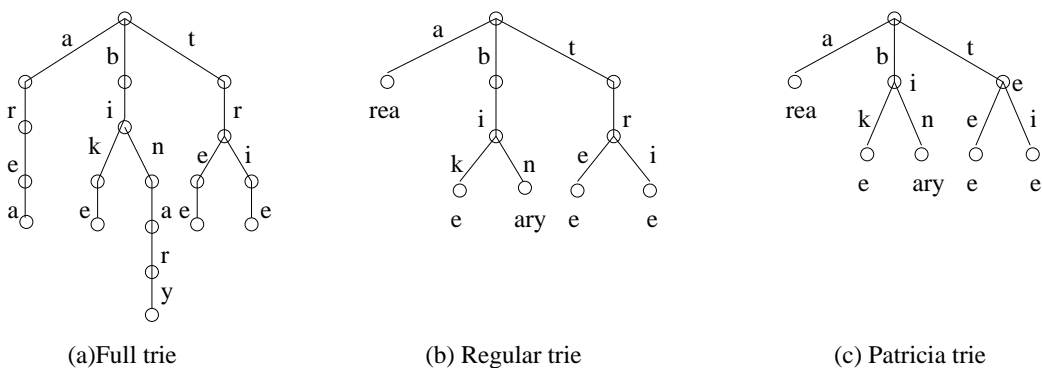 a b t a b t a b t
r i r i r i e
e k n e i k n e i k n e i
a e a e e rea e ary e e rea e ary e e
r
y
(a)Full trie (b) Regular trie (c) Patricia trie